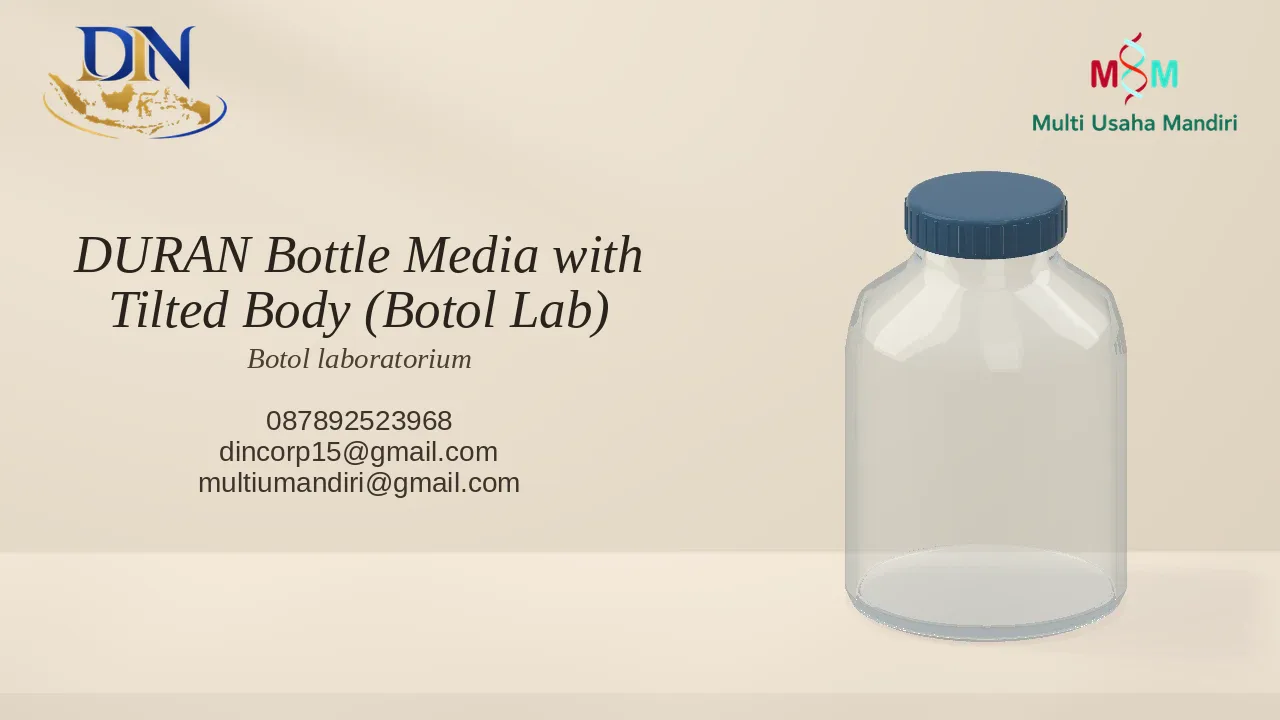 DIN
MSM
Multi Usaha Mandiri
DURAN Bottle Media with
Tilted Body (Botol Lab)
Botol laboratorium
087892523968
dincorp15@gmail.com
multiumandiri@gmail.com